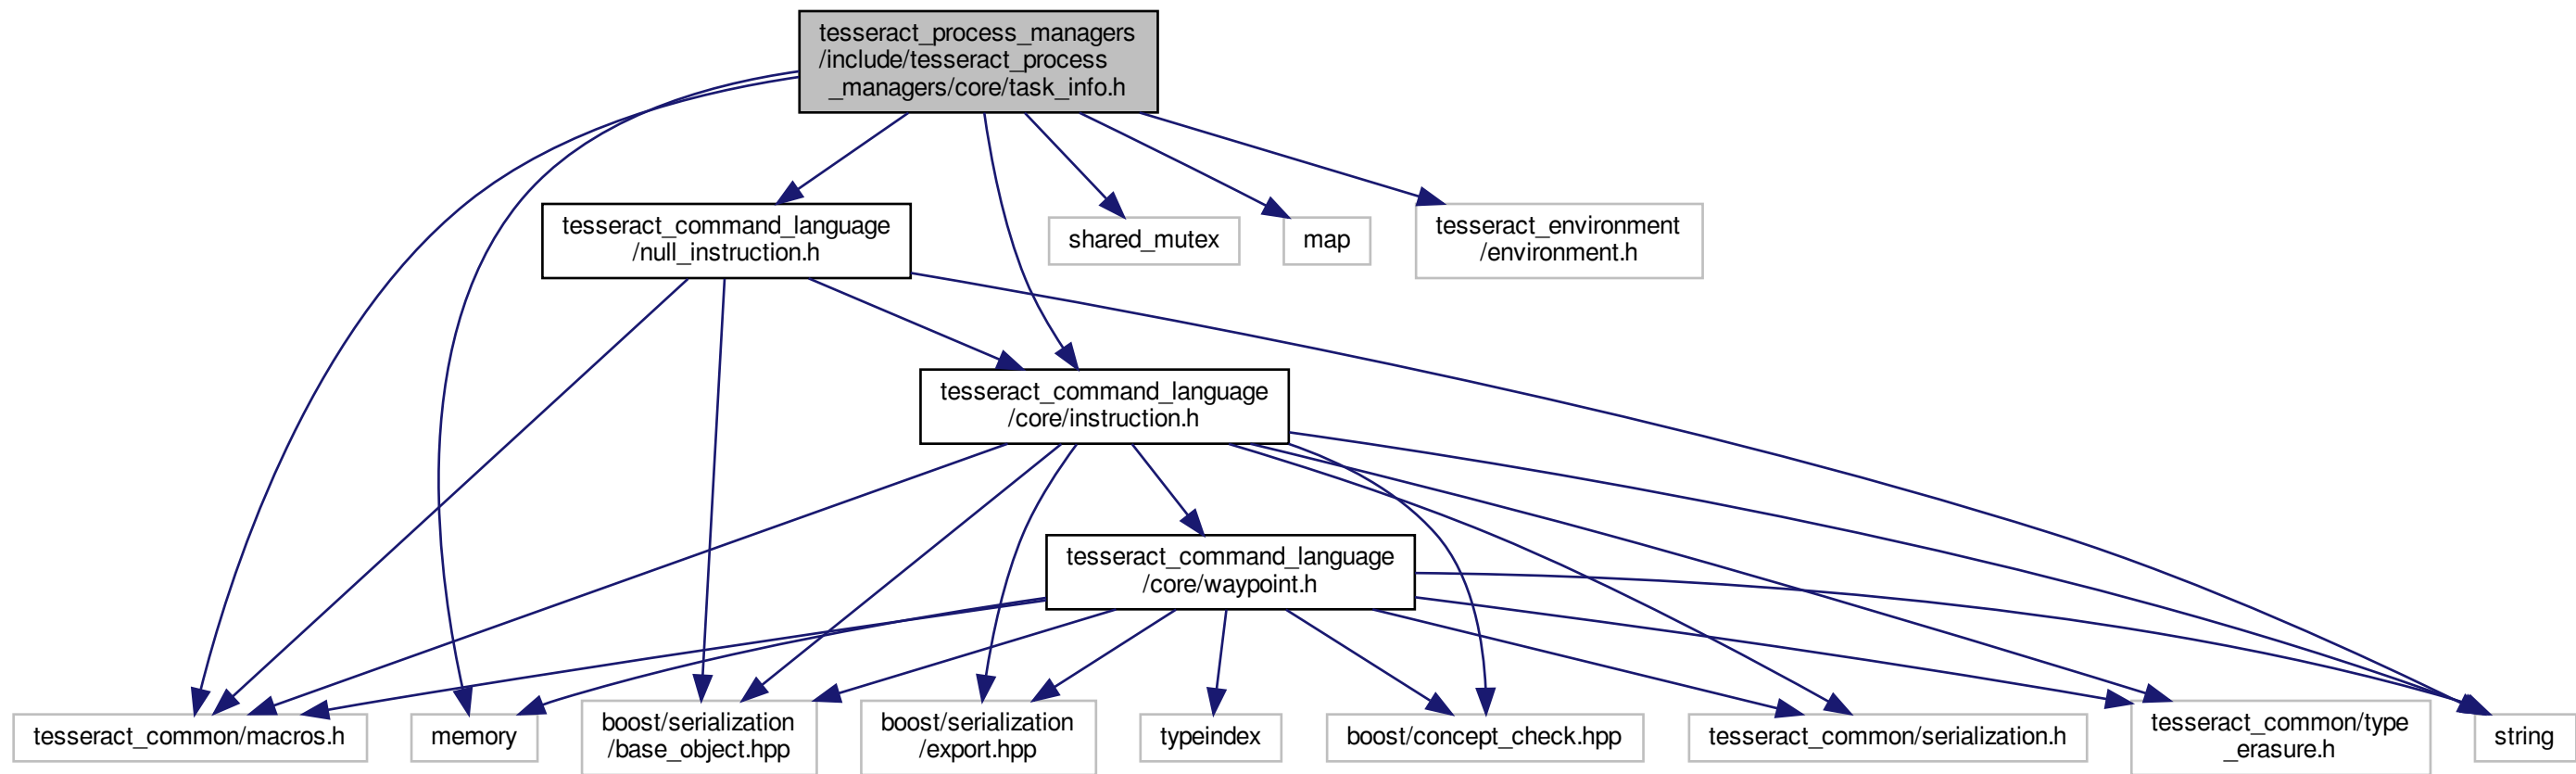 tesseract_process_managers
/include/tesseract_process
_managers/core/task_info.h
tesseract_command_language
/null_instruction.h
shared_mutex
map
tesseract_environment
/environment.h
tesseract_command_language
/core/instruction.h
tesseract_command_language
/core/waypoint.h
tesseract_common/macros.h
memory
boost/serialization
/base_object.hpp
boost/serialization
/export.hpp
typeindex
boost/concept_check.hpp
tesseract_common/serialization.h
tesseract_common/type
_erasure.h
string